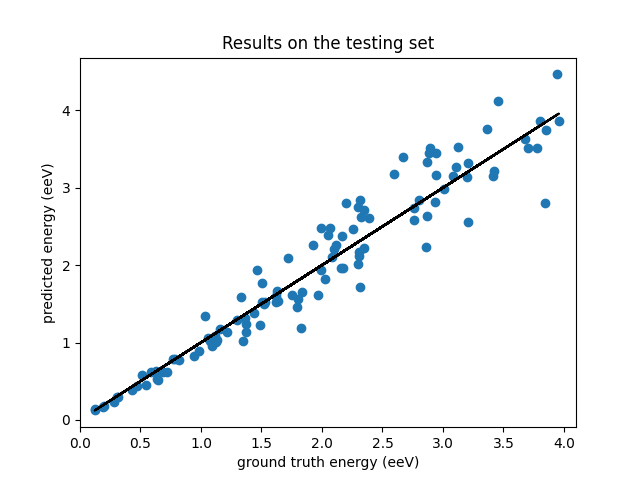 Results on the testing set
predicted energy (eeV)
4
3
2
1
0
0.0 0.5 1.0 1.5 2.0 2.5 3.0 3.5 4.0
ground truth energy (eeV)